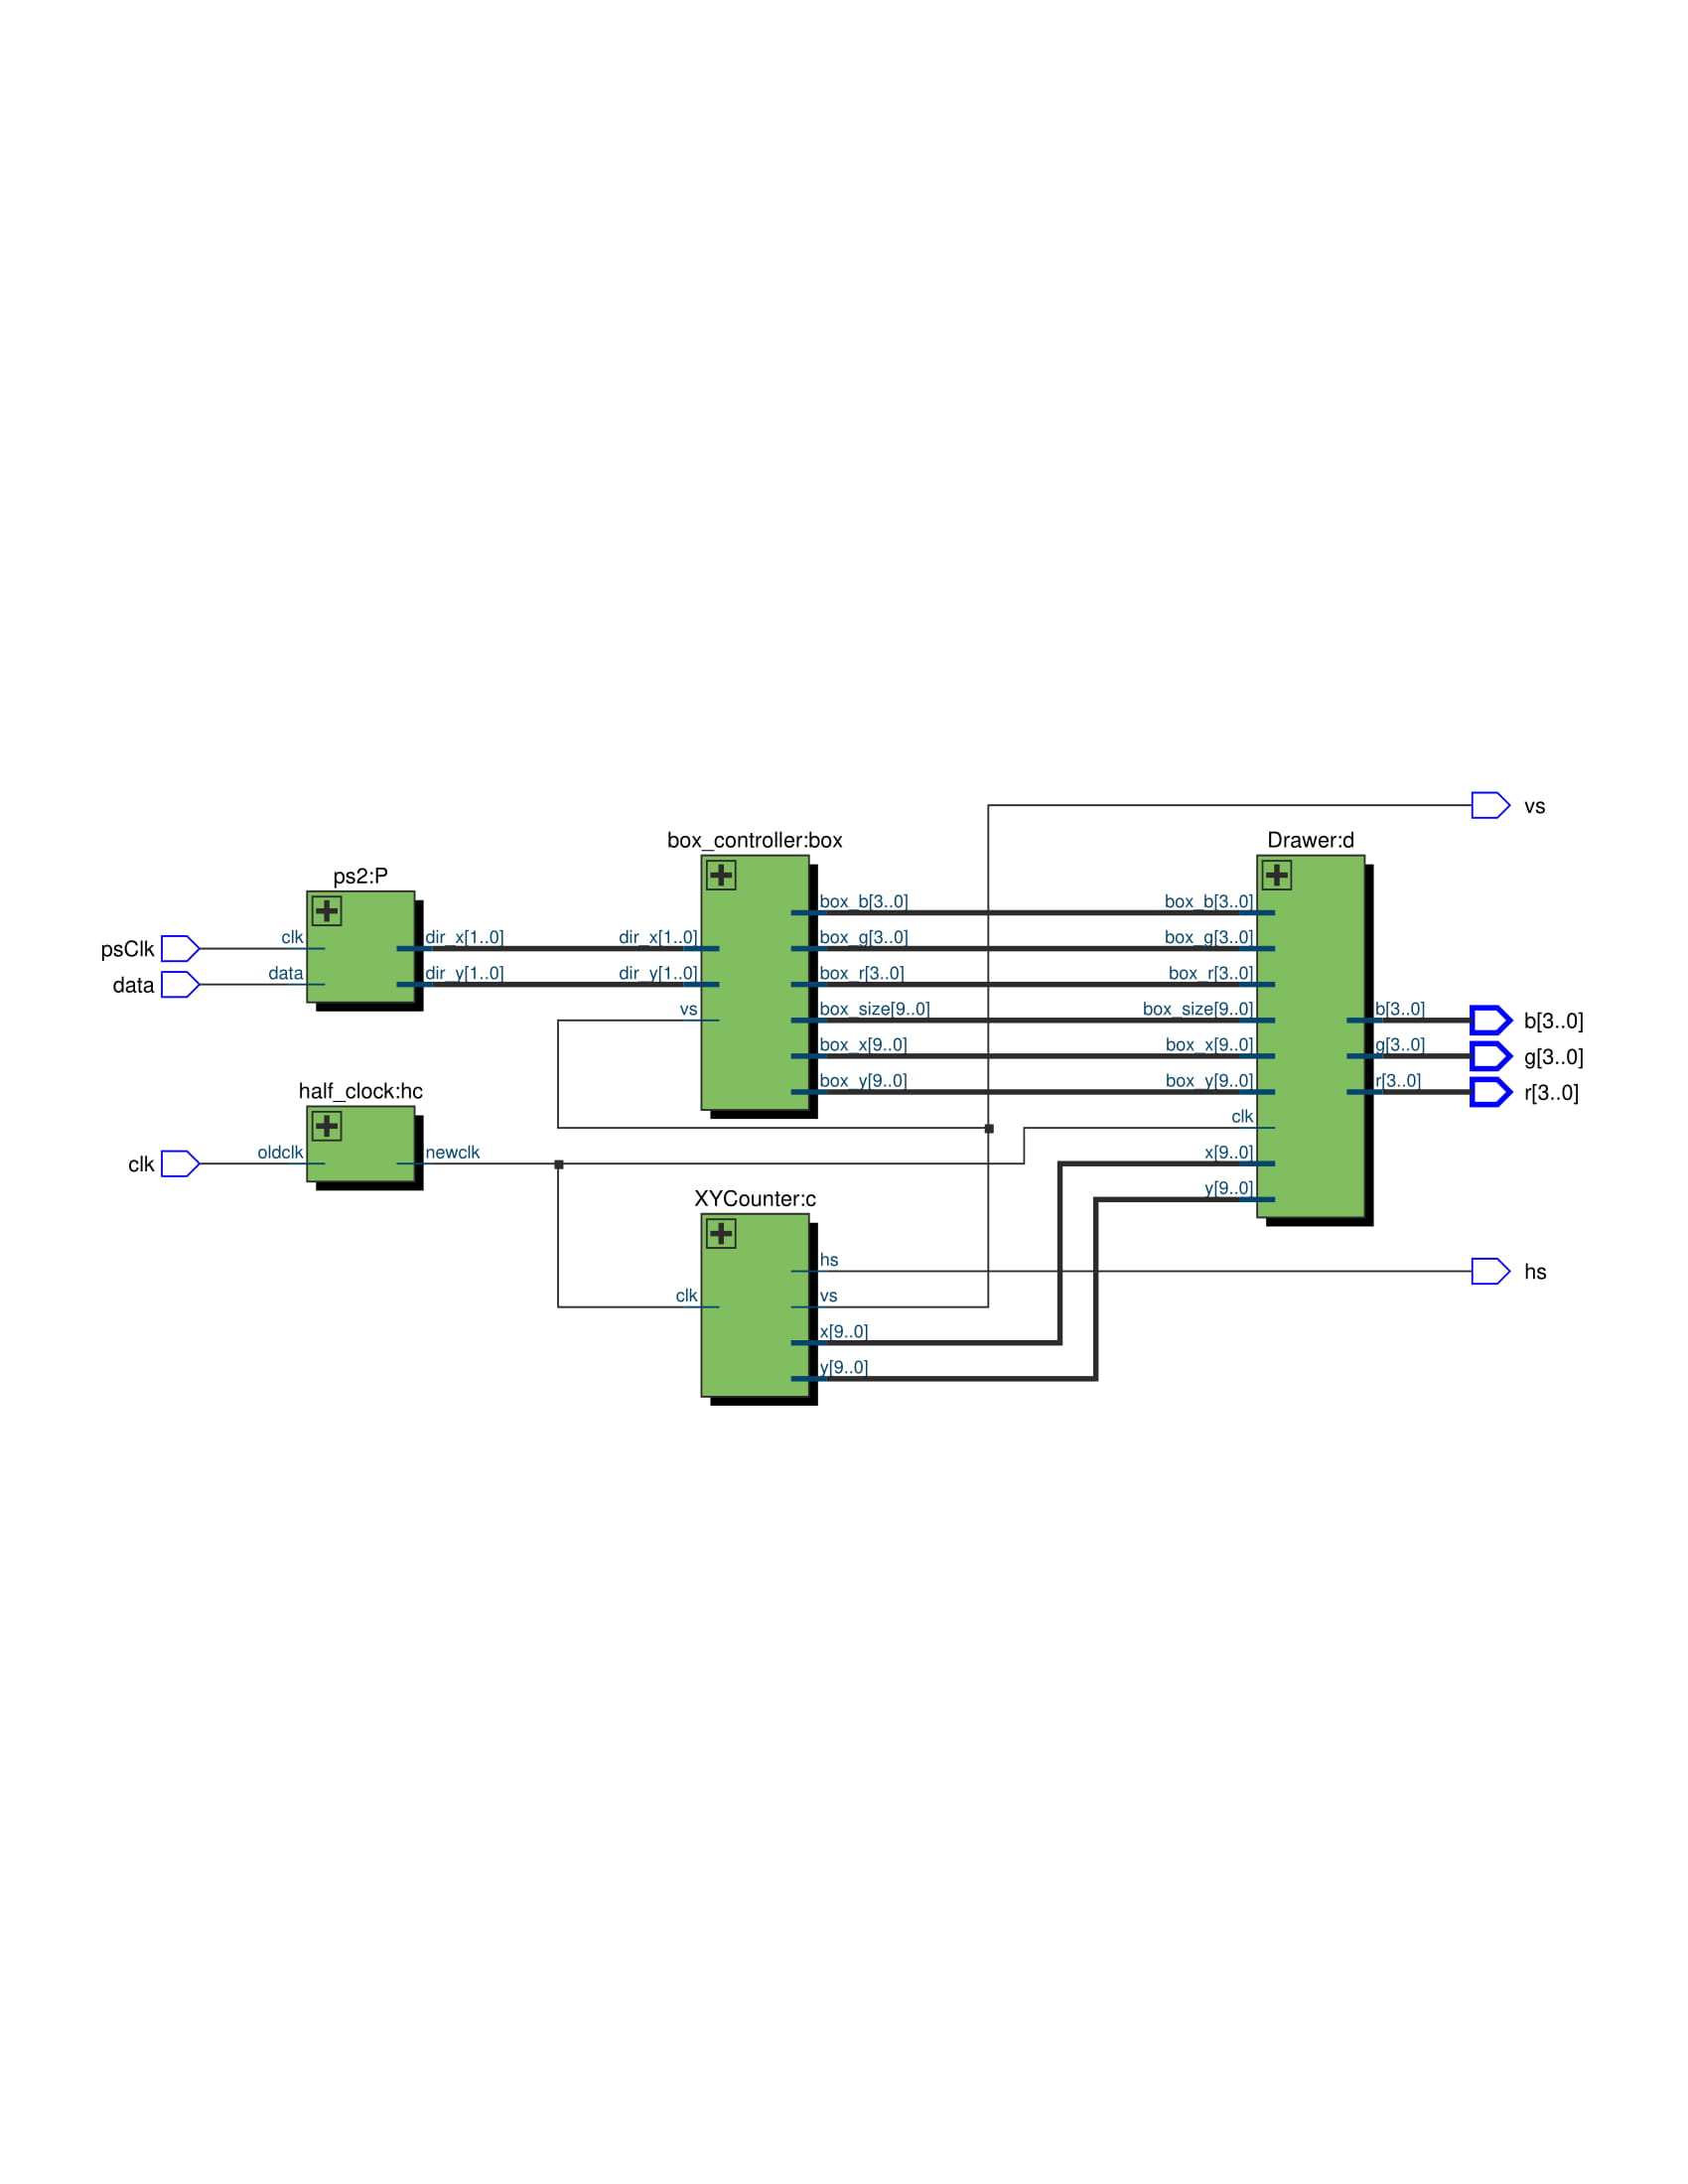 vs
box_controller:box
Drawer:d
ps2:P
box_b[3..0] box_b[3..0]
psClk clk dir_x[1..0] dir_x[1..0] box_g[3..0] box_g[3..0]
data data dir_y[1..0] dir_y[1..0] box_r[3..0] box_r[3..0]
vs box_size[9..0] box_size[9..0] b[3..0] b[3..0]
box_x[9..0] box_x[9..0] g[3..0] g[3..0]
half_clock:hc box_y[9..0] box_y[9..0] r[3..0] r[3..0]
clk
clk oldclk newclk x[9..0]
XYCounter:c y[9..0]
hs hs
clk vs
x[9..0]
y[9..0]